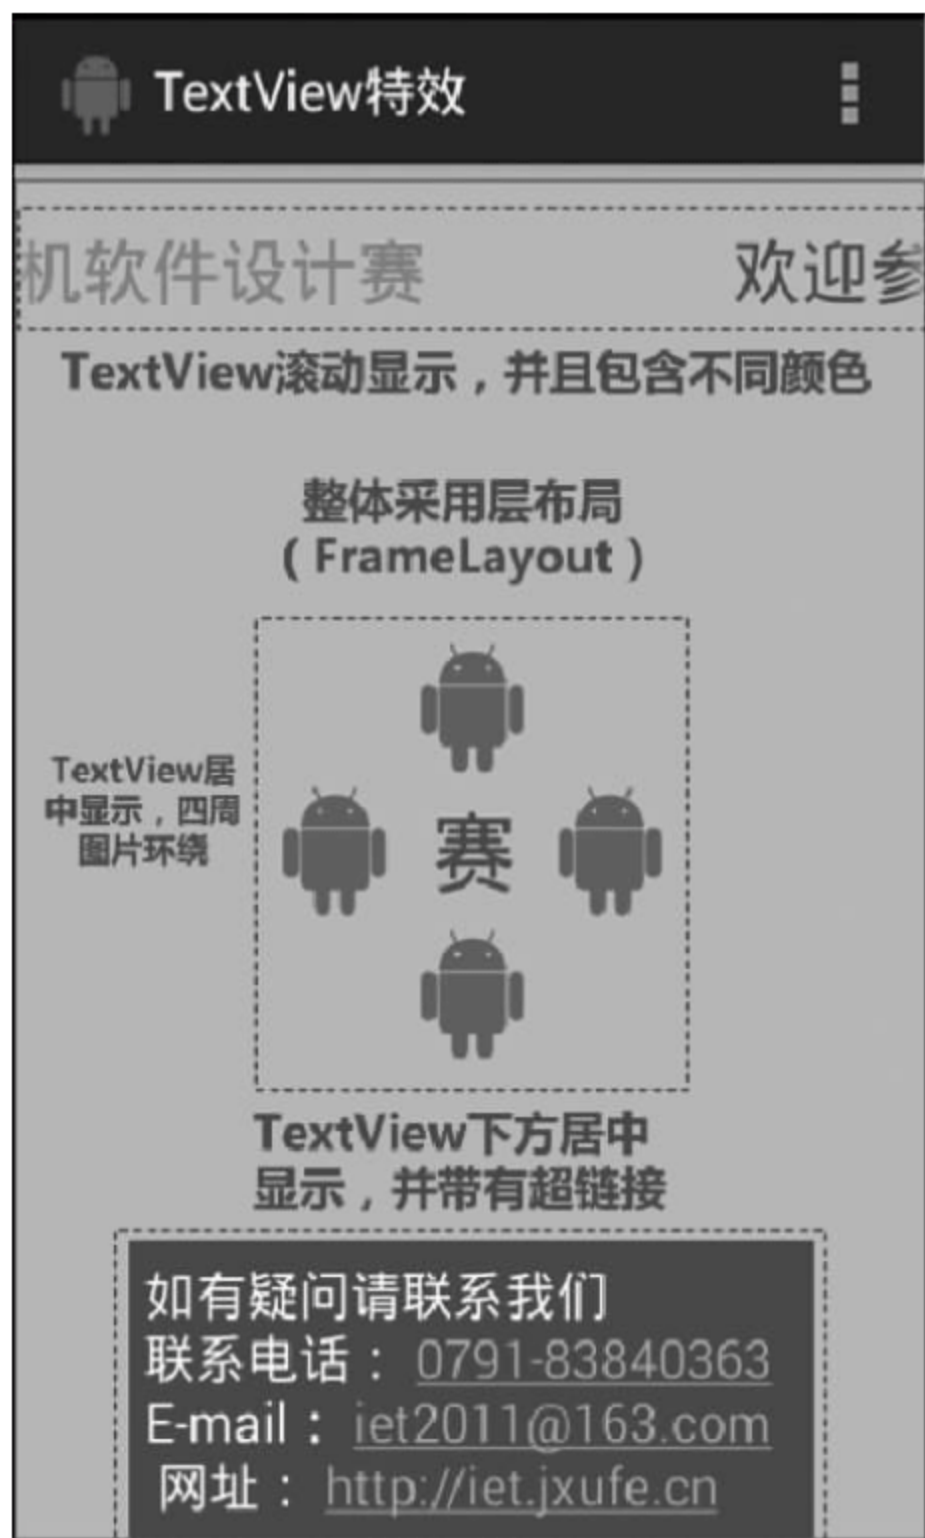 TextView特效
机软件设计赛 欢迎参
TextView滚动显示，并且包含不同颜色
整体采用层布局
（FrameLayout）
TextView居
中显示，四周
图片环绕
赛
TextView下方居中
显示，并带有超链接
如有疑问请联系我们
联系电话： 0791-83840363
E-mail： iet2011@163.com
网址： http://iet.jxufe.cn